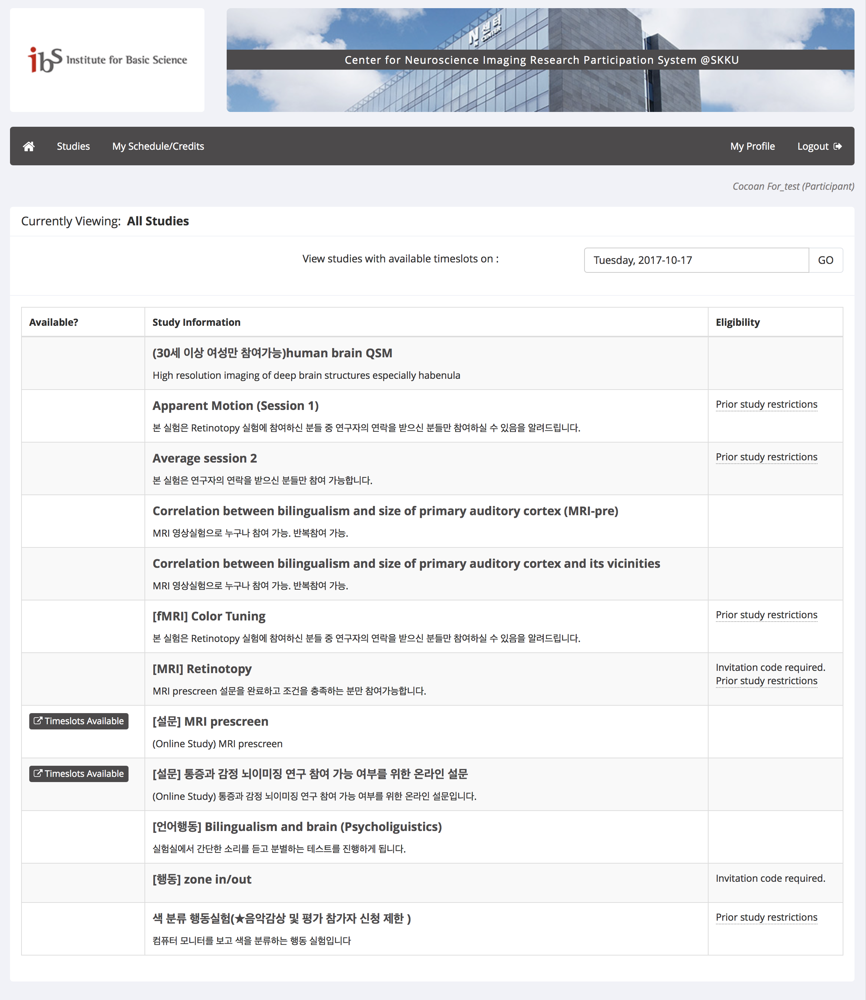 ibs Institute for Basic Science
N센터
N CENTER
Center for Neuroscience Imaging Research Participation System @SKKU
Studies
My Schedule/Credits
My Profile
Logout
Cocoan For_test (Participant)
Currently Viewing: All Studies
View studies with available timeslots on :
Tuesday, 2017-10-17
GO
Available?
Study Information
Eligibility
(30세 이상 여성만 참여가능)human brain QSM
High resolution imaging of deep brain structures especially habenula
Apparent Motion (Session 1)
Prior study restrictions
본 실험은 Retinotopy 실험에 참여하신 분들 중 연구자의 연락을 받으신 분들만 참여하실 수 있음을 알려드립니다.
Average session 2
Prior study restrictions
본 실험은 연구자의 연락을 받으신 분들만 참여 가능합니다.
Correlation between bilingualism and size of primary auditory cortex (MRI-pre)
MRI 영상실험으로 누구나 참여 가능. 반복참여 가능.
Correlation between bilingualism and size of primary auditory cortex and its vicinities
MRI 영상실험으로 누구나 참여 가능. 반복참여 가능.
[fMRI] Color Tuning
Prior study restrictions
본 실험은 Retinotopy 실험에 참여하신 분들 중 연구자의 연락을 받으신 분들만 참여하실 수 있음을 알려드립니다.
[MRI] Retinotopy
Invitation code required.
Prior study restrictions
MRI prescreen 설문을 완료하고 조건을 충족하는 분만 참여가능합니다.
Timeslots Available
[설문] MRI prescreen
(Online Study) MRI prescreen
Timeslots Available
[설문] 통증과 감정 뇌이미징 연구 참여 가능 여부를 위한 온라인 설문
(Online Study) 통증과 감정 뇌이미징 연구 참여 가능 여부를 위한 온라인 설문입니다.
[언어행동] Bilingualism and brain (Psycholiguistics)
실험실에서 간단한 소리를 듣고 분별하는 테스트를 진행하게 됩니다.
[행동] zone in/out
Invitation code required.
색 분류 행동실험(★음악감상 및 평가 참가자 신청 제한 )
Prior study restrictions
컴퓨터 모니터를 보고 색을 분류하는 행동 실험입니다